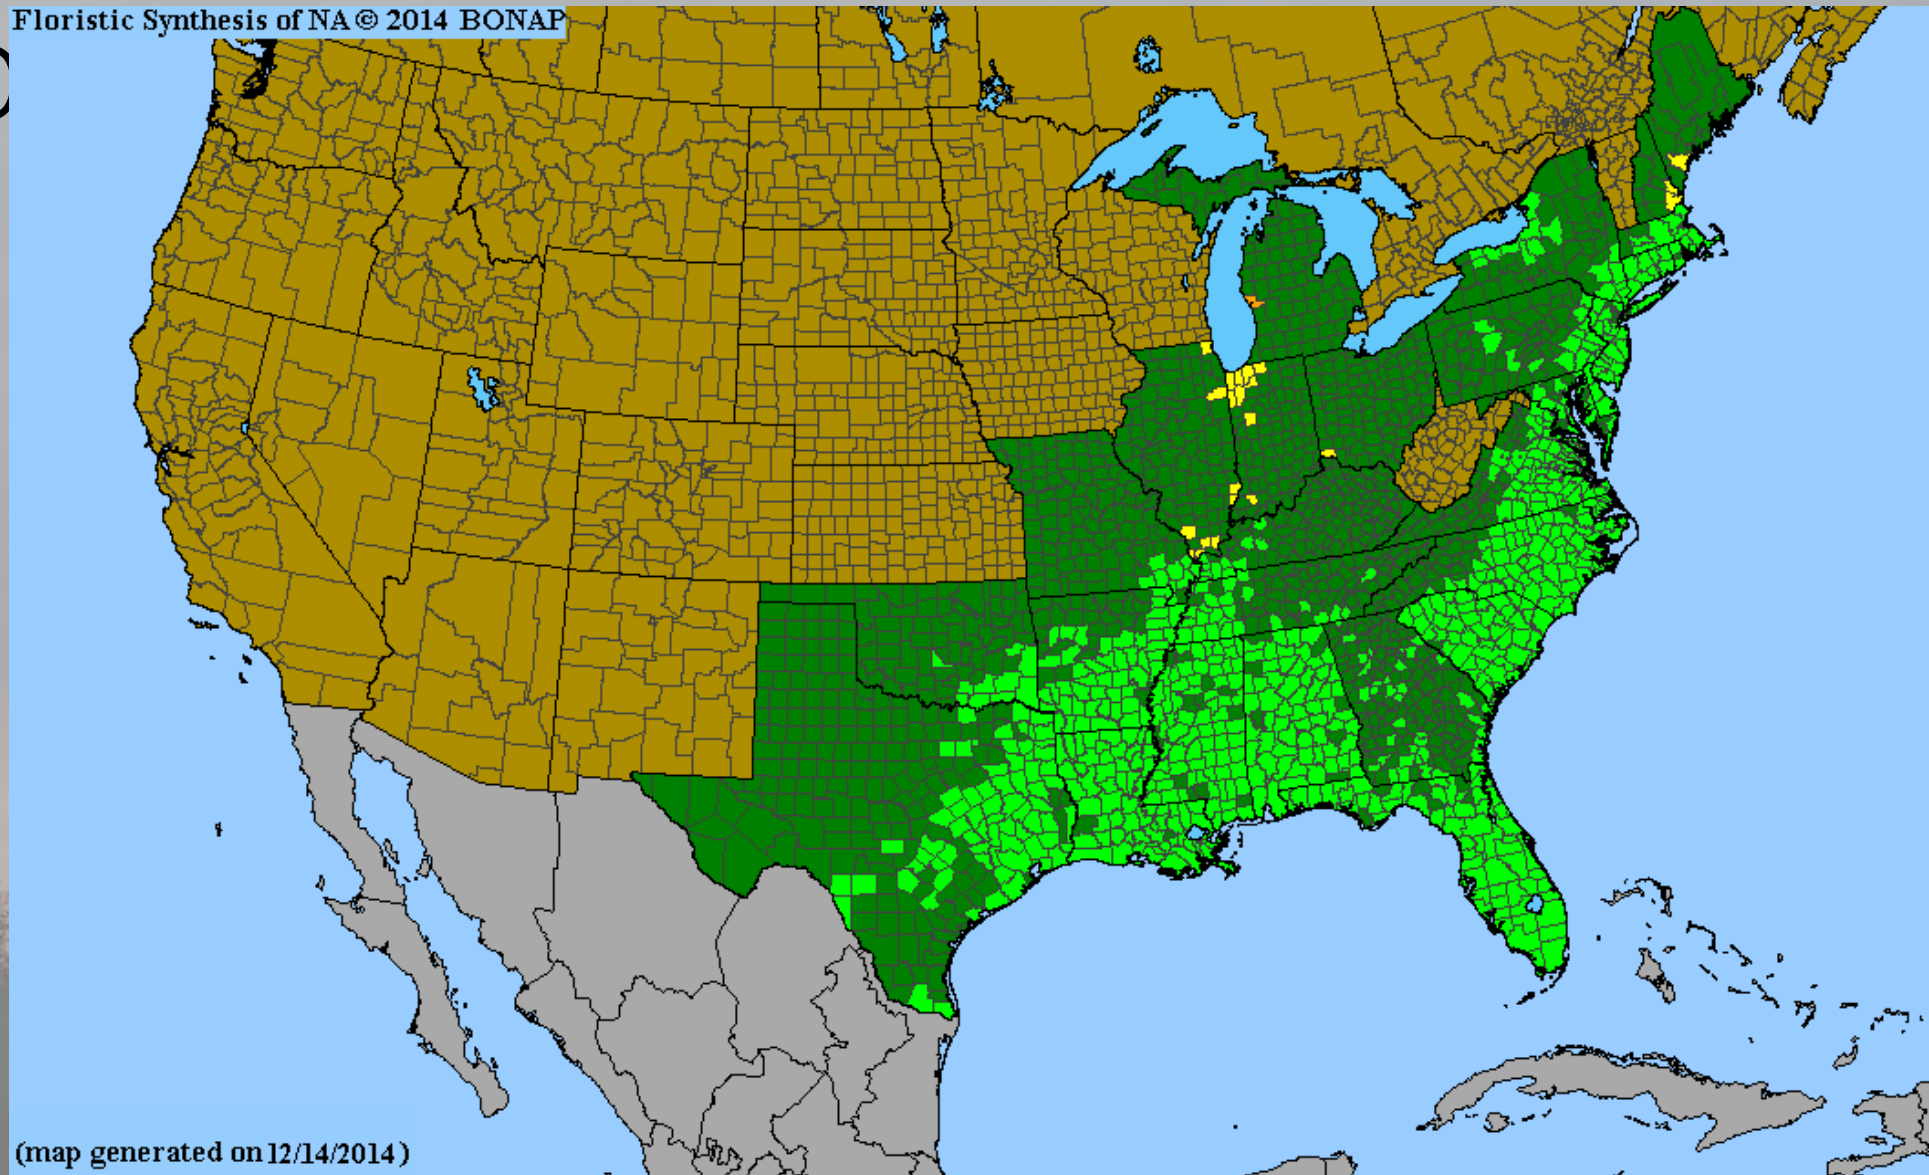 Floristic Synthesis of NA © 2014 BONAP
(map generated on 12/14/2014)